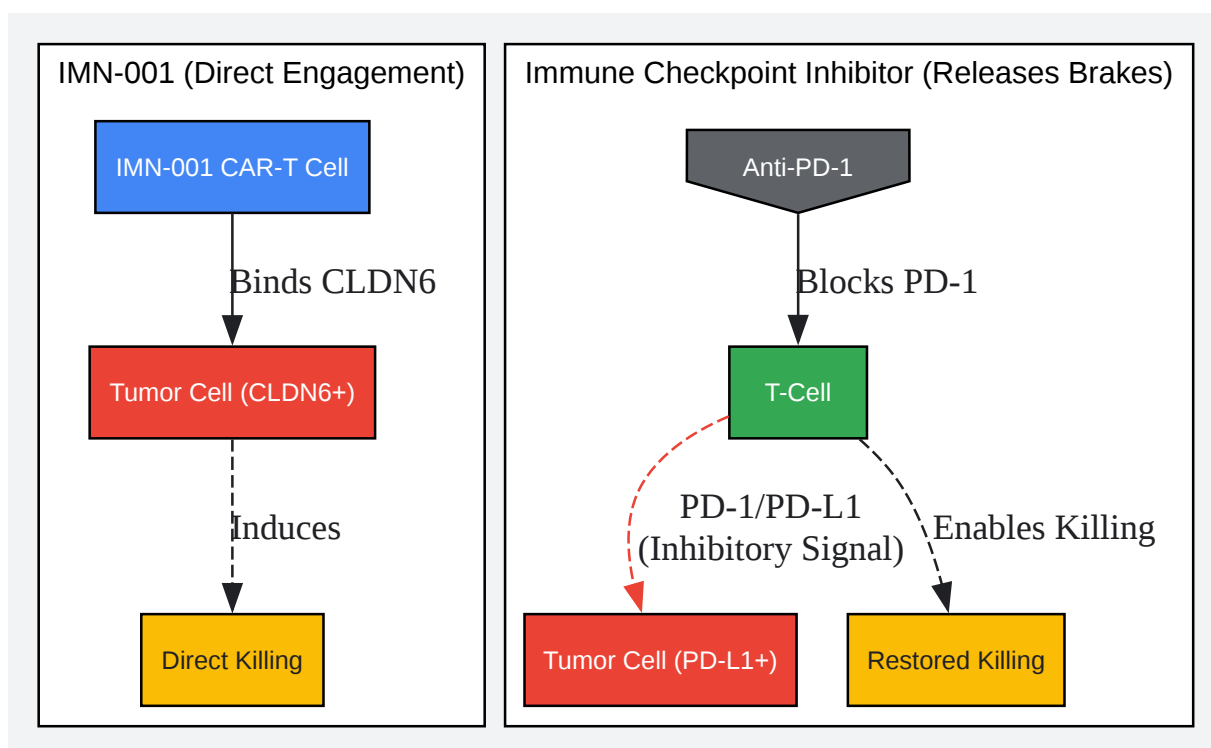 IMN-001 (Direct Engagement)
IMN-001 CAR-T Cell
Binds CLDN6
Tumor Cell (CLDN6+)
Induces
Direct Killing
Immune Checkpoint Inhibitor (Releases Brakes)
Anti-PD-1
Blocks PD-1
T-Cell
PD-1/PD-L1
(Inhibitory Signal)
Enables Killing
Tumor Cell (PD-L1+)
Restored Killing